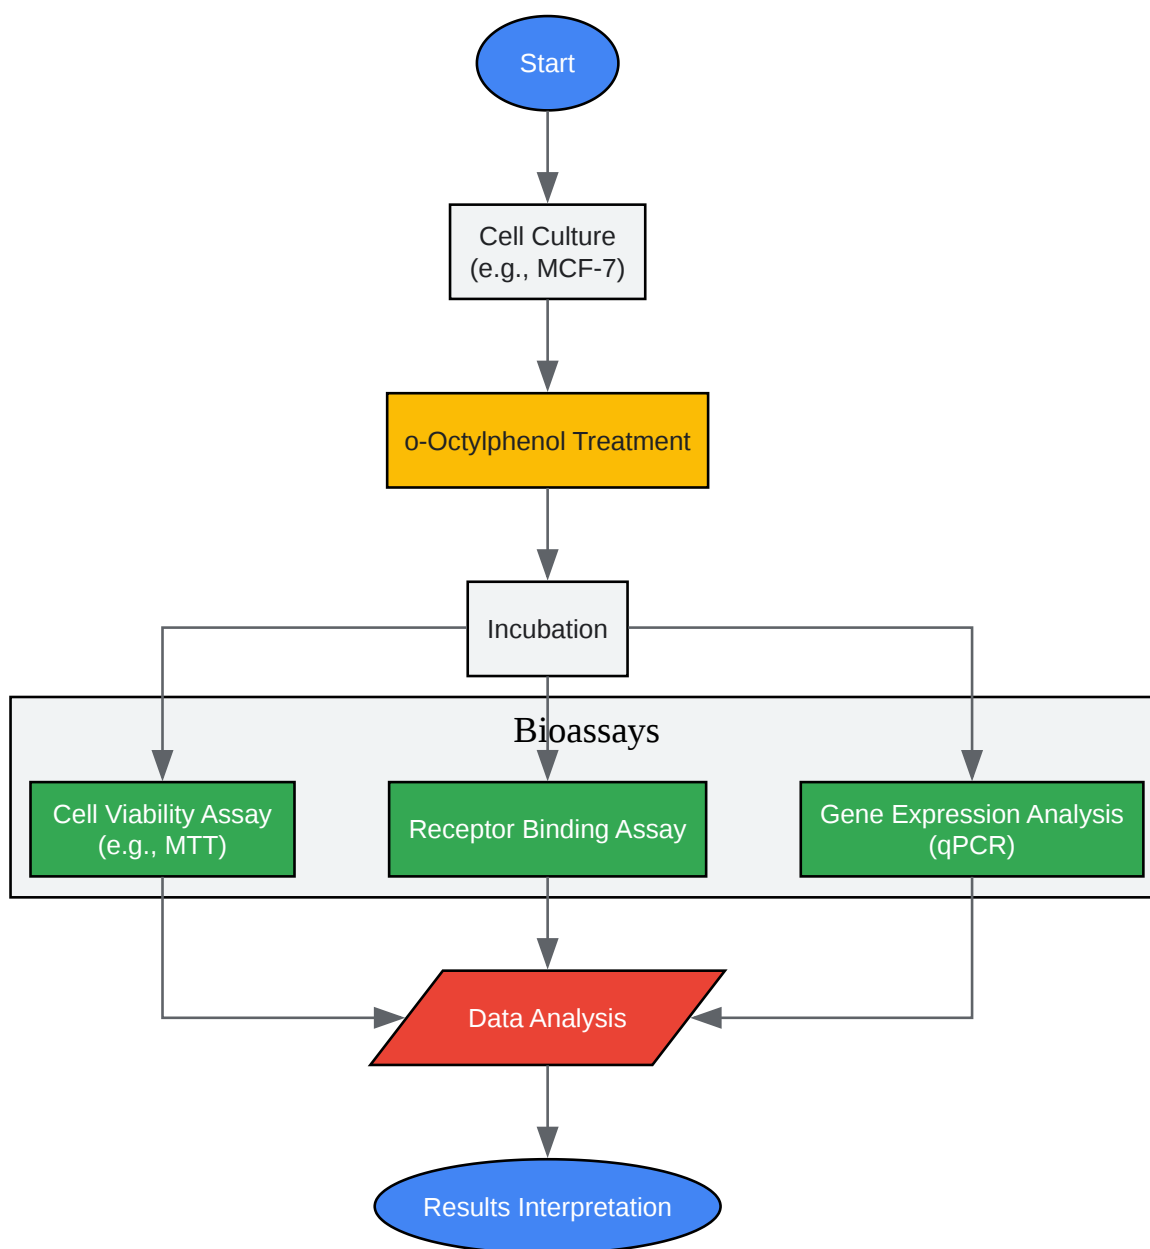 Start
Cell Culture
(e.g., MCF-7)
o-Octylphenol Treatment
Incubation
Bioassays
Cell Viability Assay
(e.g., MTT)
Receptor Binding Assay
Gene Expression Analysis
(qPCR)
Data Analysis
Results Interpretation